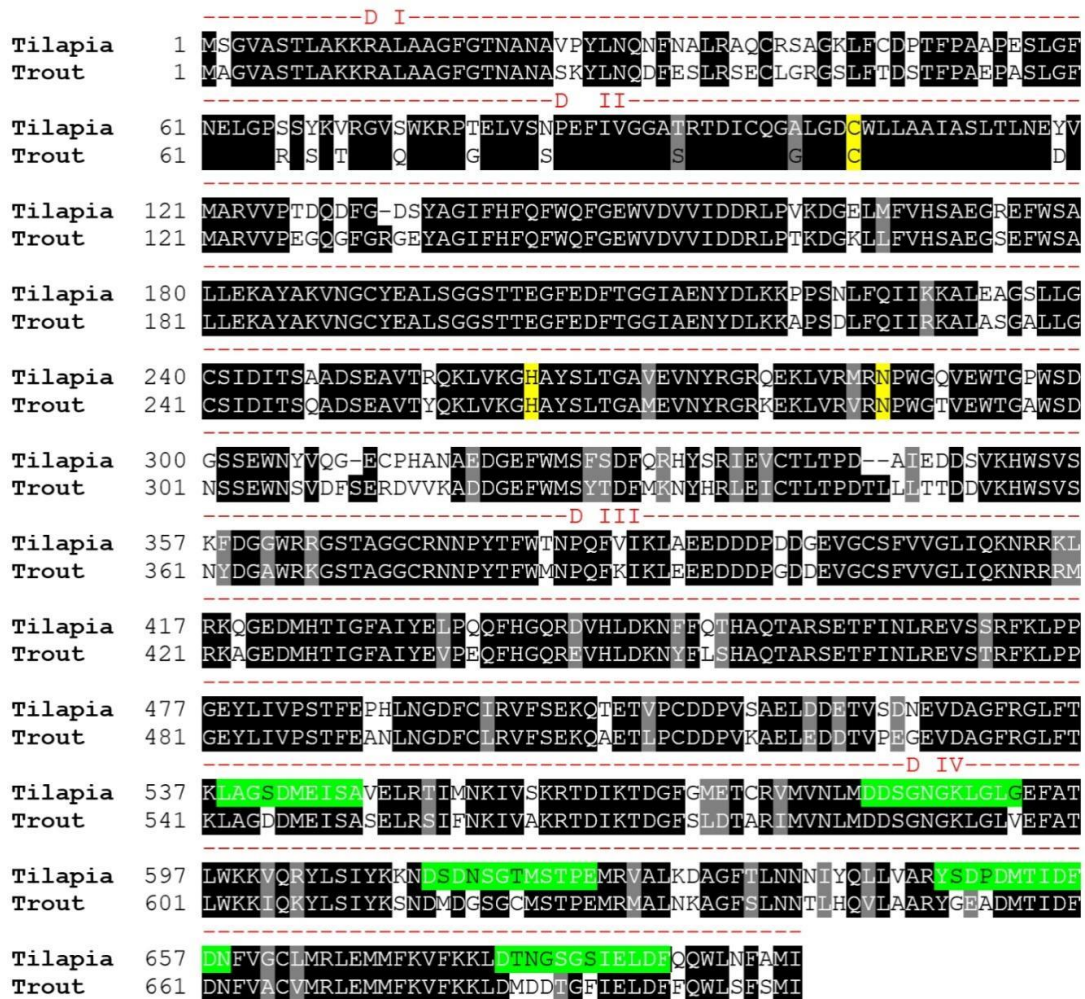 -----------D I----------------------------------------------
Tilapia 1 MSGVASTLAKKRALAAGFGTNANAVPYLNQNFNALRAQCRSAGKLFCDPTFPAAPESLGF
Trout 1 MAGVASTLAKKRALAAGFGTNANASKYLNQDFESLRSECLGRGSLFTDSTFPAEPASLGF
------------------------D II-------------------------------
Tilapia 61 NELGPSSYKVRGVSWKRPTELVSNPEFIVGGATRTDICQGALGDCWLLAAIASLTLNEYV
Trout 61 R S T Q G S S G C D
------------------------------------------------------------
Tilapia 121 MARVVPTDQDFG-DSYAGIFHFQFWQFGEWVDVVIDDRLPVKDGELMFVHSAEGREFWSA
Trout 121 MARVVPEGQGFGRGEYAGIFHFQFWQFGEWVDVVIDDRLPTKDGKLLFVHSAEGSEFWSA
------------------------------------------------------------
Tilapia 180 LLEKAYAKVNGCYEALSGGSTTEGFEDFTGGIAENYDLKKPPSNLFQIIKKALEAGSLLG
Trout 181 LLEKAYAKVNGCYEALSGGSTTEGFEDFTGGIAENYDLKKAPSDLFQIIRKALASGALLG
------------------------------------------------------------
Tilapia 240 CSIDITSAADSEAVTRQKLVKGHAYSLTGAVEVNYRGRQEKLVRMRNPWGQVEWTGPWSD
Trout 241 CSIDITSQADSEAVTYQKLVKGHAYSLTGAMEVNYRGRKEKLVRVRNPWGTVEWTGAWSD
------------------------------------------------------------
Tilapia 300 GSSEWNYVQG-ECPHANAEDGEFWMSFSDFQRHYSRIEVCTLTPD--AIEDDSVKHWSVS
Trout 301 NSSEWNSVDFSERDVVKADDGEFWMSYTDFMKNYHRLEICTLTPDTLLLTTDDVKHWSVS
-------------------------D III------------------------------
Tilapia 357 KFDGGWRRGSTAGGCRNNPYTFWTNPQFVIKLAEEDDDPDDGEVGCSFVVGLIQKNRRKL
Trout 361 NYDGAWRKGSTAGGCRNNPYTFWMNPQFKIKLEEEDDDPGDDEVGCSFVVGLIQKNRRRM
------------------------------------------------------------
Tilapia 417 RKQGEDMHTIGFAIYELPQQFHGQRDVHLDKNFFQTHAQTARSETFINLREVSSRFKLPP
Trout 421 RKAGEDMHTIGFAIYEVPEQFHGQREVHLDKNYFLSHAQTARSETFINLREVSTRFKLPP
------------------------------------------------------------
Tilapia 477 GEYLIVPSTFEPHLNGDFCIRVFSEKQTETVPCDDPVSAELDDETVSDNEVDAGFRGLFT
Trout 481 GEYLIVPSTFEANLNGDFCLRVFSEKQAETLPCDDPVKAELEDDTVPEGEVDAGFRGLFT
------------------------------------------------D IV--------
Tilapia 537 KLAGSDMEISAVELRTIMNKIVSKRTDIKTDGFGMETCRVMVNLMDDSGNGKLGLGEFAT
Trout 541 KLAGDDMEISASELRSIFNKIVAKRTDIKTDGFSLDTARIMVNLMDDSGNGKLGLVEFAT
------------------------------------------------------------
Tilapia 597 LWKKVQRYLSIYKKNDSDNSGTMSTPEMRVALKDAGFTLNNNIYQLLVARYSDPDMTIDF
Trout 601 LWKKIQKYLSIYKSNDMDGSGCMSTPEMRMALNKAGFSLNNTLHQVLAARYGEADMTIDF
-----------------------------------------
Tilapia 657 DNFVGCLMRLEMMFKVFKKLDTNGSGSIELDFQQWLNFAMI
Trout 661 DNFVACVMRLEMMFKVFKKLDMDDTGFIELDFFQWLSFSMI